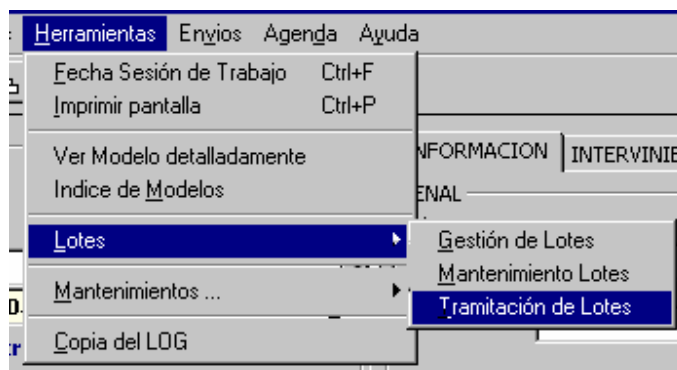 Herramientas Envios Agenda Ayuda
Fecha Sesión de Trabajo Ctrl+F
Imprimir pantalla Ctrl+P
Ver Modelo detalladamente
NFORMACION INTERVINIE
Indice de Modelos
ENAL
Lotes
Gestión de Lotes
Mantenimiento Lotes
Mantenimientos ...
Tramitación de Lotes
Copia del LOG